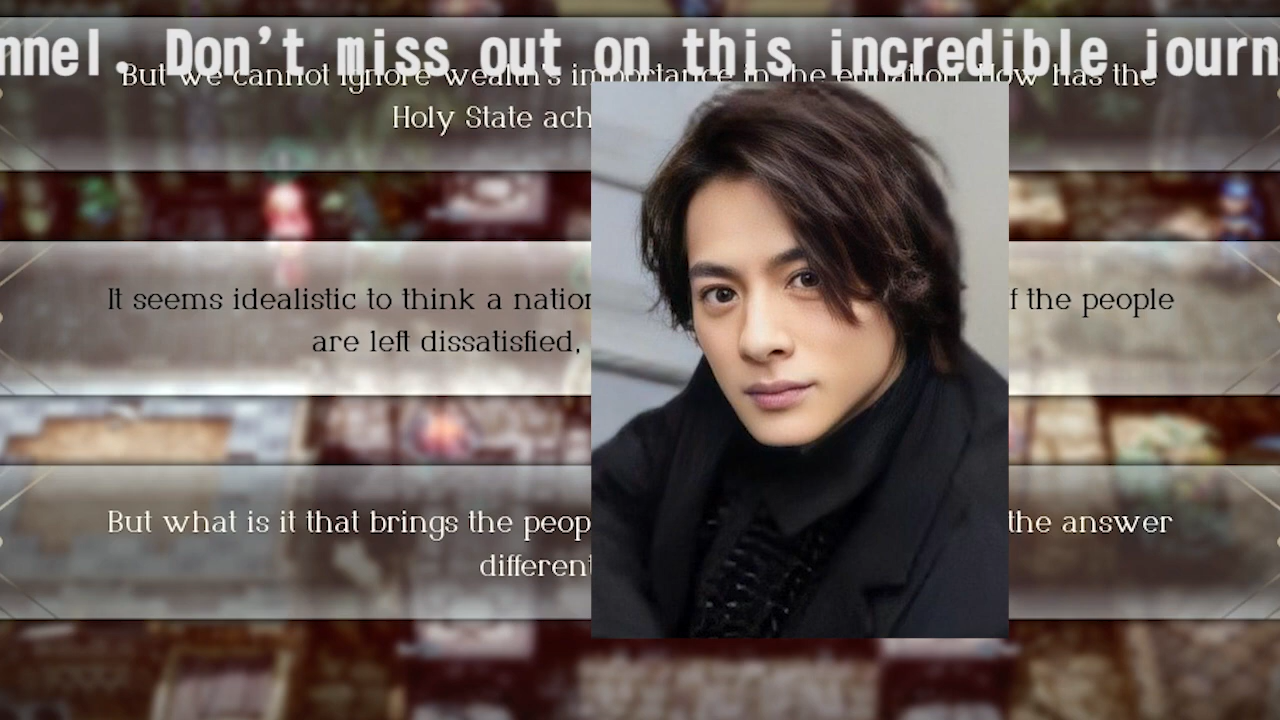 nnel. Don't miss out on this incredible journ
But we cannot ignore wealth's importance in the equation. How has the
Holy State ach
It seems idealistic to think a nation
f the people
are left dissatisfied,
But what is it that brings the peop
the answer
different